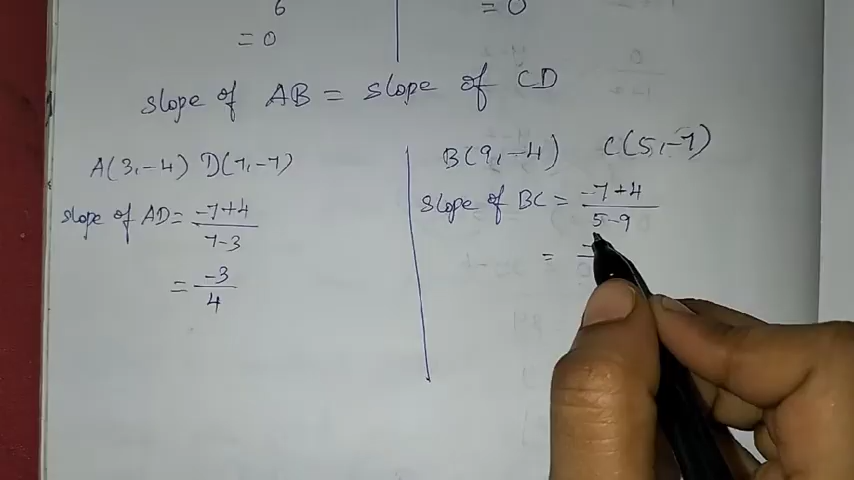 6
= 0
= 0
slope of AB = slope of CD
A(3,-4) D(7,-7)
slope of AD = -7+4
7-3
= -3
4
B(9,-4) C(5,-7)
slope of BC = -7+4
5-9
= -